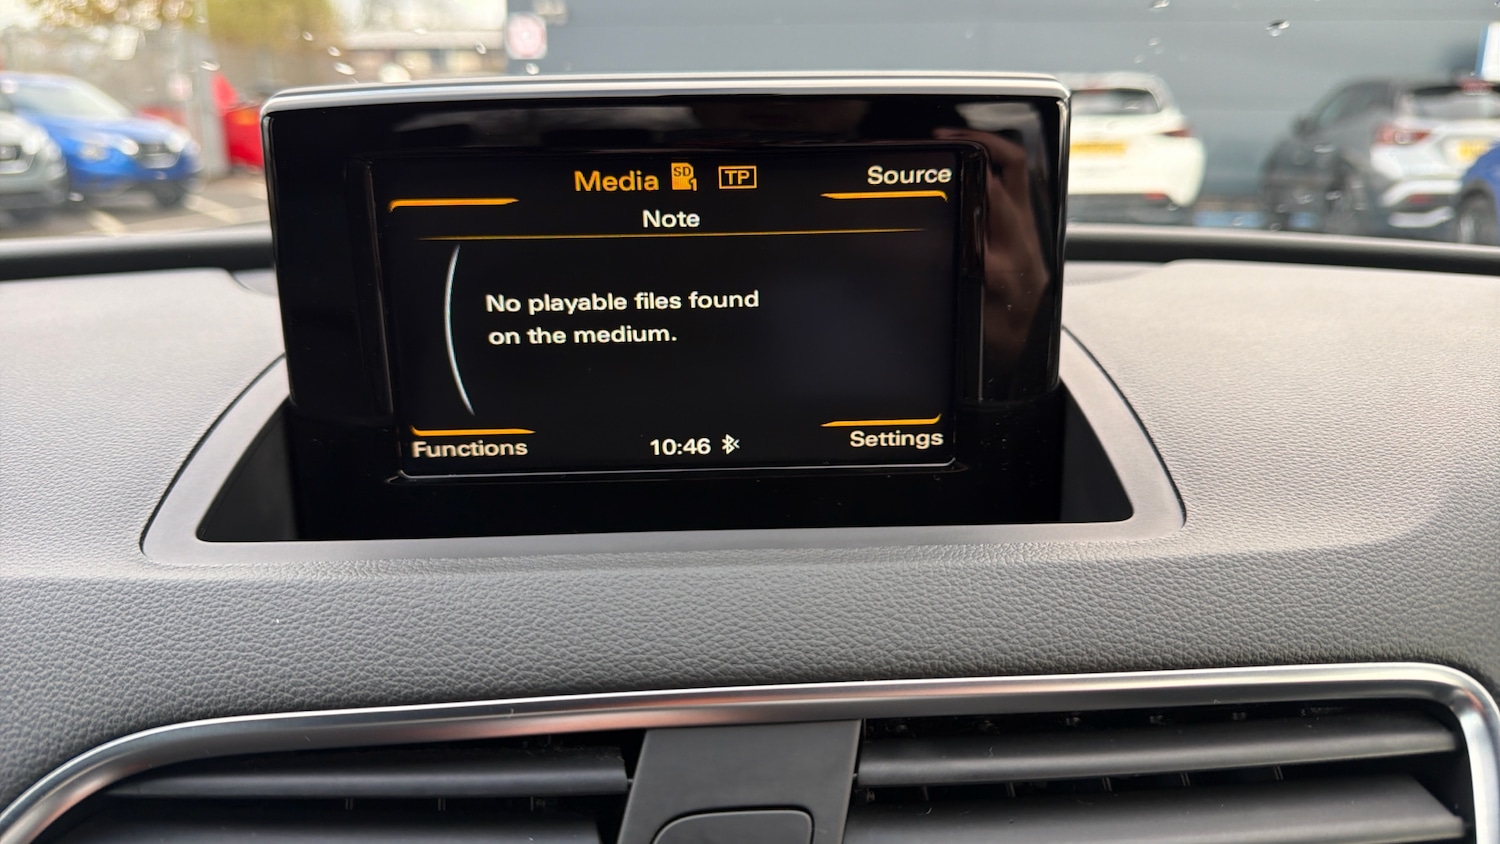 Media SD 1 TP Source
Note
No playable files found
on the medium.
Functions 10:46 Settings